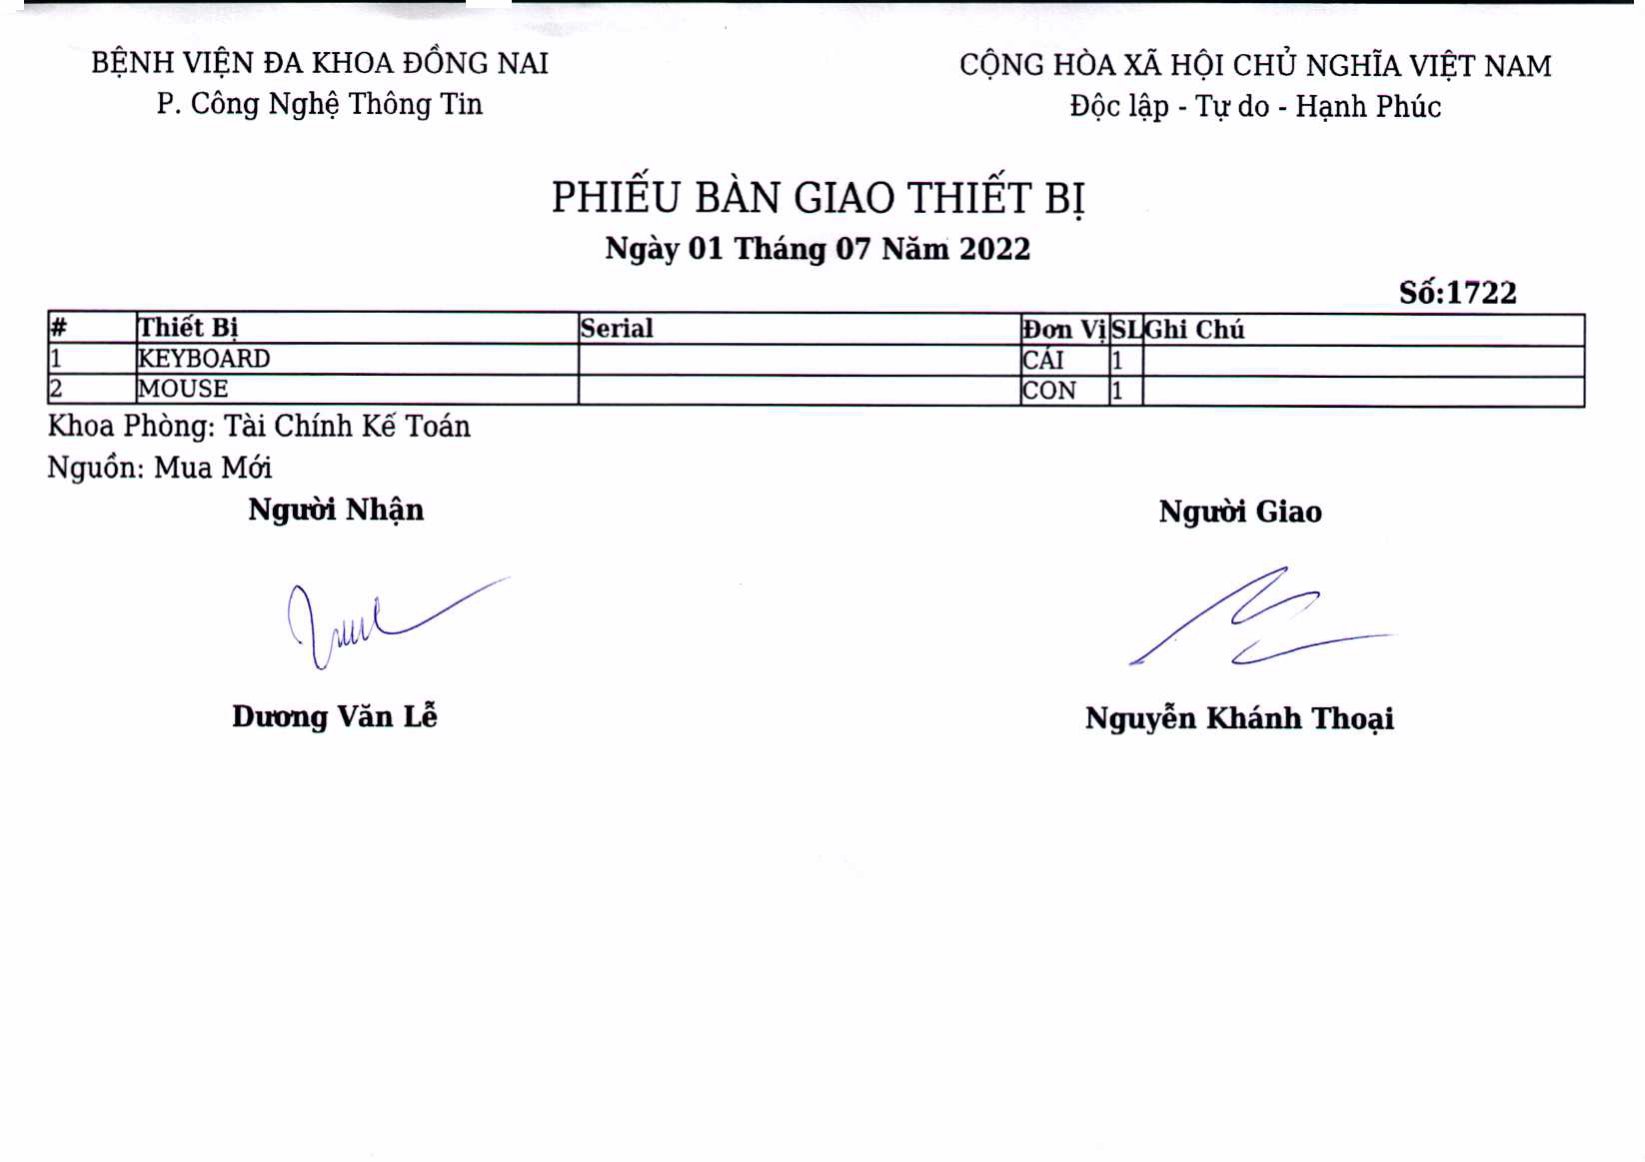 BỆNH VIỆN ĐA KHOA ĐỒNG NAI
P. Công Nghệ Thông Tin
CỘNG HÒA XÃ HỘI CHỦ NGHĨA VIỆT NAM
Độc lập - Tự do - Hạnh Phúc
PHIẾU BÀN GIAO THIẾT BỊ
Ngày 01 Tháng 07 Năm 2022
Số:1722
# Thiết Bị Serial Đơn Vị SL Ghi Chú
1 KEYBOARD CÁI 1
2 MOUSE CON 1
Khoa Phòng: Tài Chính Kế Toán
Nguồn: Mua Mới
Người Nhận Người Giao
Dương Văn Lễ Nguyễn Khánh Thoại